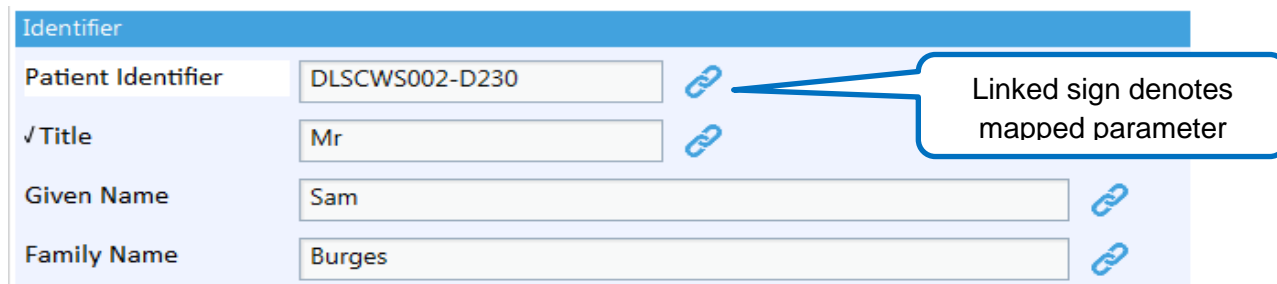 Identifier
Patient Identifier DLSCWS002-D230
Linked sign denotes
mapped parameter
√ Title Mr
Given Name Sam
Family Name Burges